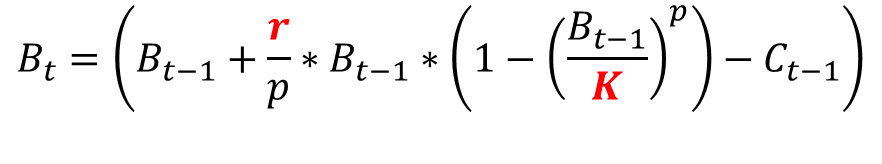 B_t = (B_{t−1} + r/p * B_{t−1} * (1 − (B_{t−1}/K)^p) − C_{t−1})